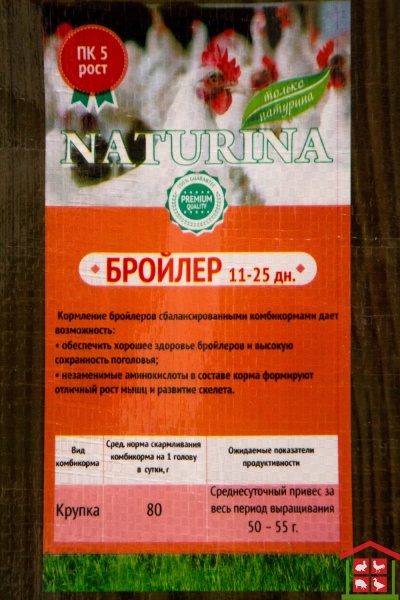 ПК 5
рост
только
натурина
NATURINA
100% GUARANTEE
PREMIUM
QUALITY
БРОЙЛЕР 11-25 дн.
Кормление бройлеров сбалансированными комбикормами дает
возможность:
• обеспечить хорошее здоровье бройлеров и высокую
сохранность поголовья;
• незаменимые аминокислоты в составе корма формируют
отличный рост мышц и развитие скелета.
Вид
комбикорма
Сред. норма скармливания
комбикорма на 1 голову
в сутки, г
Ожидаемые показатели
продуктивности
Крупка
80
Среднесуточный привес за
весь период выращивания
50 – 55 г.